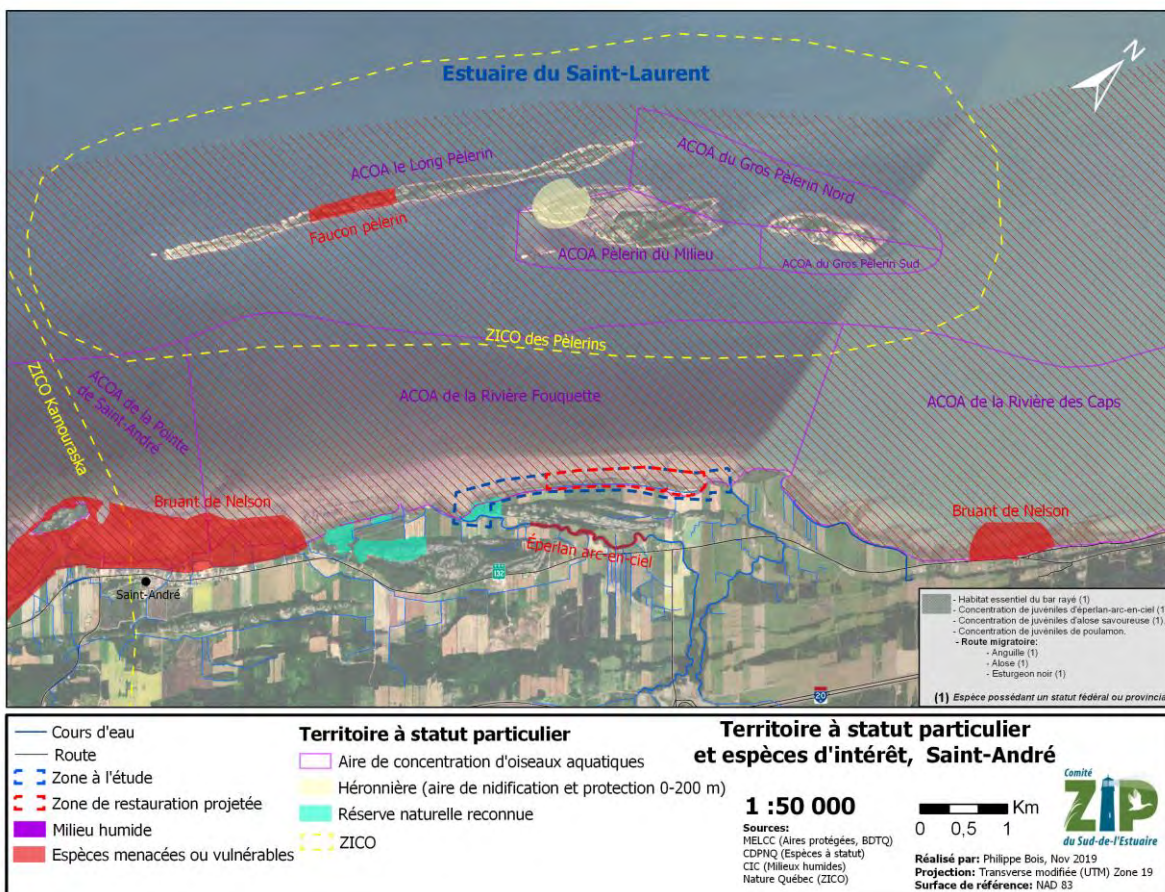 Estuaire du Saint-Laurent
N
ACOA le Long Pèlerin
ACOA du Gros Pèlerin Nord
Faucon pèlerin
ACOA Pèlerin du Milieu
ACOA du Gros Pèlerin Sud
ZICO des Pèlerins
ZICO Kamouraska
ACOA de la Pointe
de Saint-André
ACOA de la Rivière Fouquette
ACOA de la Rivière des Caps
Bruant de Nelson
Bruant de Nelson
Éperlan arc-en-ciel
132
Saint-André
20
- Habitat essentiel du bar rayé (1)
- Concentration de juvéniles d'éperlan-arc-en-ciel (1
- Concentration de juvéniles d'alose savoureuse (1)
- Concentration de juvéniles de poulamon.
- Route migratoire:
- Anguille (1)
- Alose (1)
- Esturgeon noir (1)
(1) Espèce possédant un statut fédéral ou provincia
Cours d'eau
Route
Zone à l'étude
Zone de restauration projetée
Milieu humide
Espèces menacées ou vulnérables
Territoire à statut particulier
Aire de concentration d'oiseaux aquatiques
Héronnière (aire de nidification et protection 0-200 m)
Réserve naturelle reconnue
ZICO
Territoire à statut particulier
et espèces d'intérêt, Saint-André
1 :50 000
Sources:
MELCC (Aires protégées, BDTQ)
CDPNQ (Espèces à statut)
CIC (Milieux humides)
Nature Québec (ZICO)
Km
0 0,5 1
Comité
ZIP
du Sud-de-l'Estuaire
Réalisé par: Philippe Bois, Nov 2019
Projection: Transverse modifiée (UTM) Zone 19
Surface de référence: NAD 83